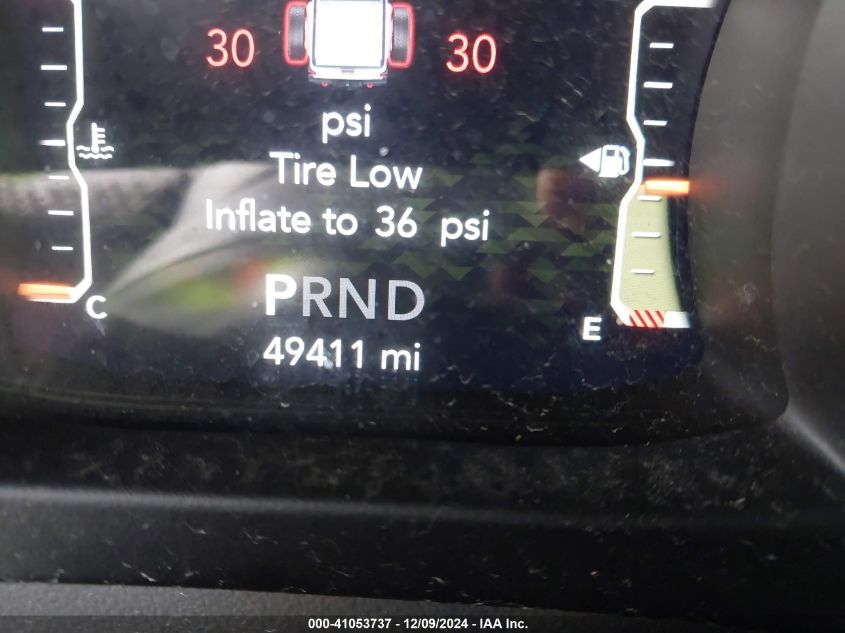 30 30
psi
Tire Low
Inflate to 36 psi
PRND
C
E
49411 mi
000-41053737 - 12/09/2024 - IAA Inc.